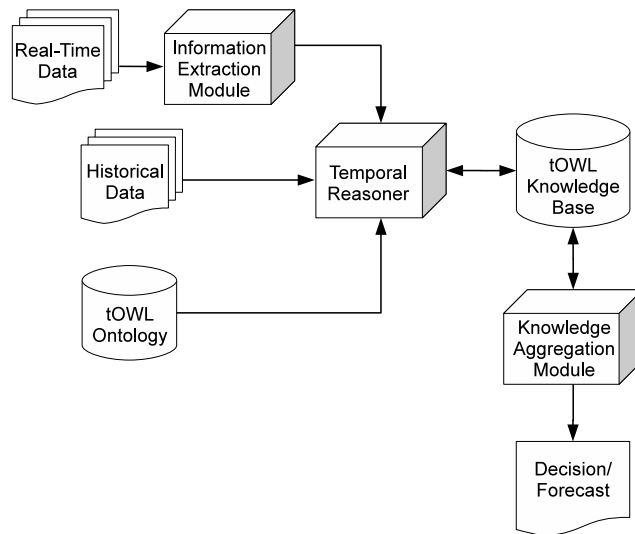 Real-Time
Data
Information
Extraction
Module
Historical
Data
Temporal
Reasoner
tOWL
Knowledge
Base
tOWL
Ontology
Knowledge
Aggregation
Module
Decision/
Forecast